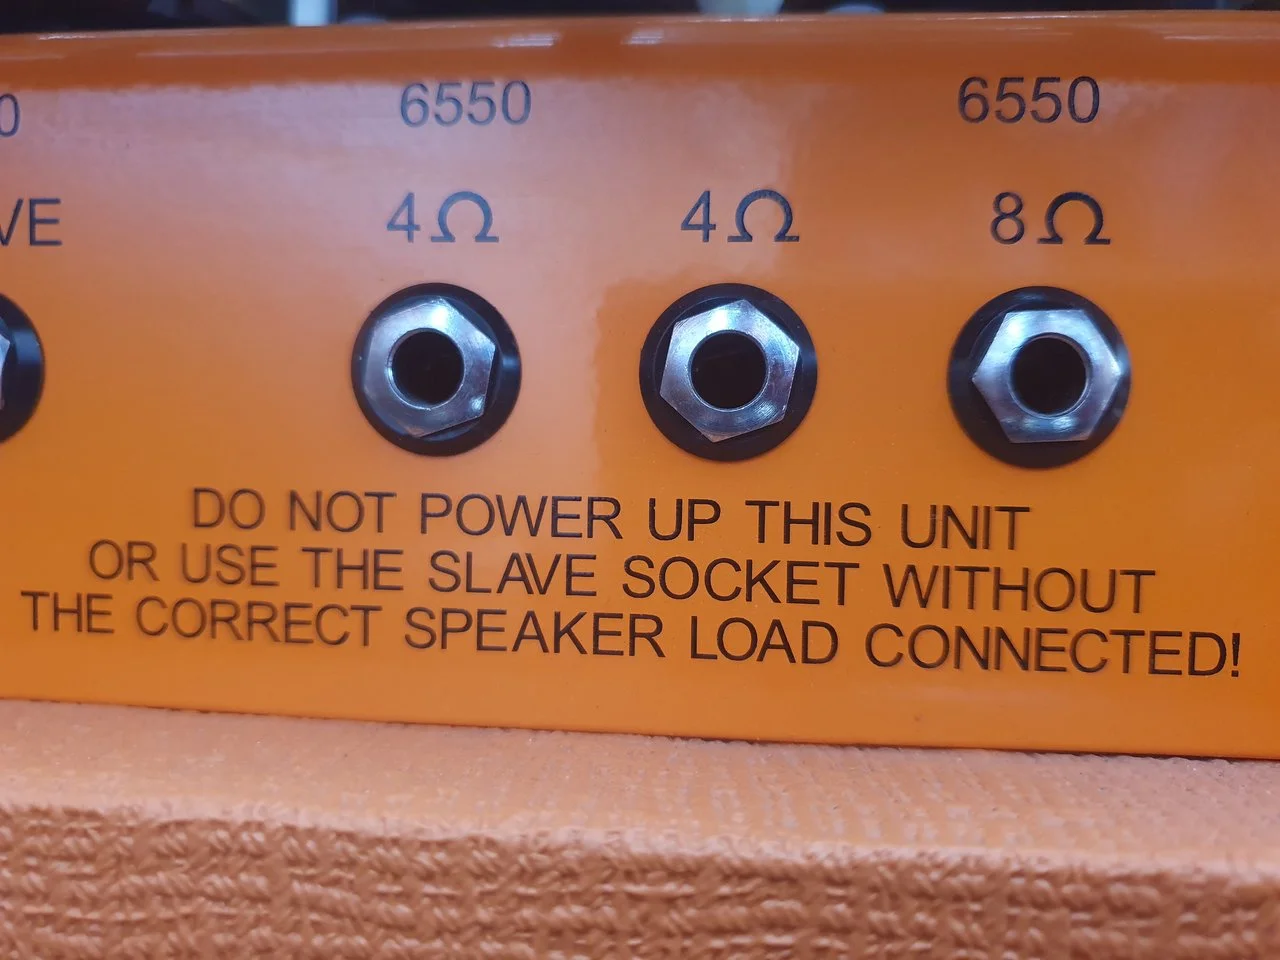 6550 6550
4Ω 4Ω 8Ω
DO NOT POWER UP THIS UNIT
OR USE THE SLAVE SOCKET WITHOUT
THE CORRECT SPEAKER LOAD CONNECTED!